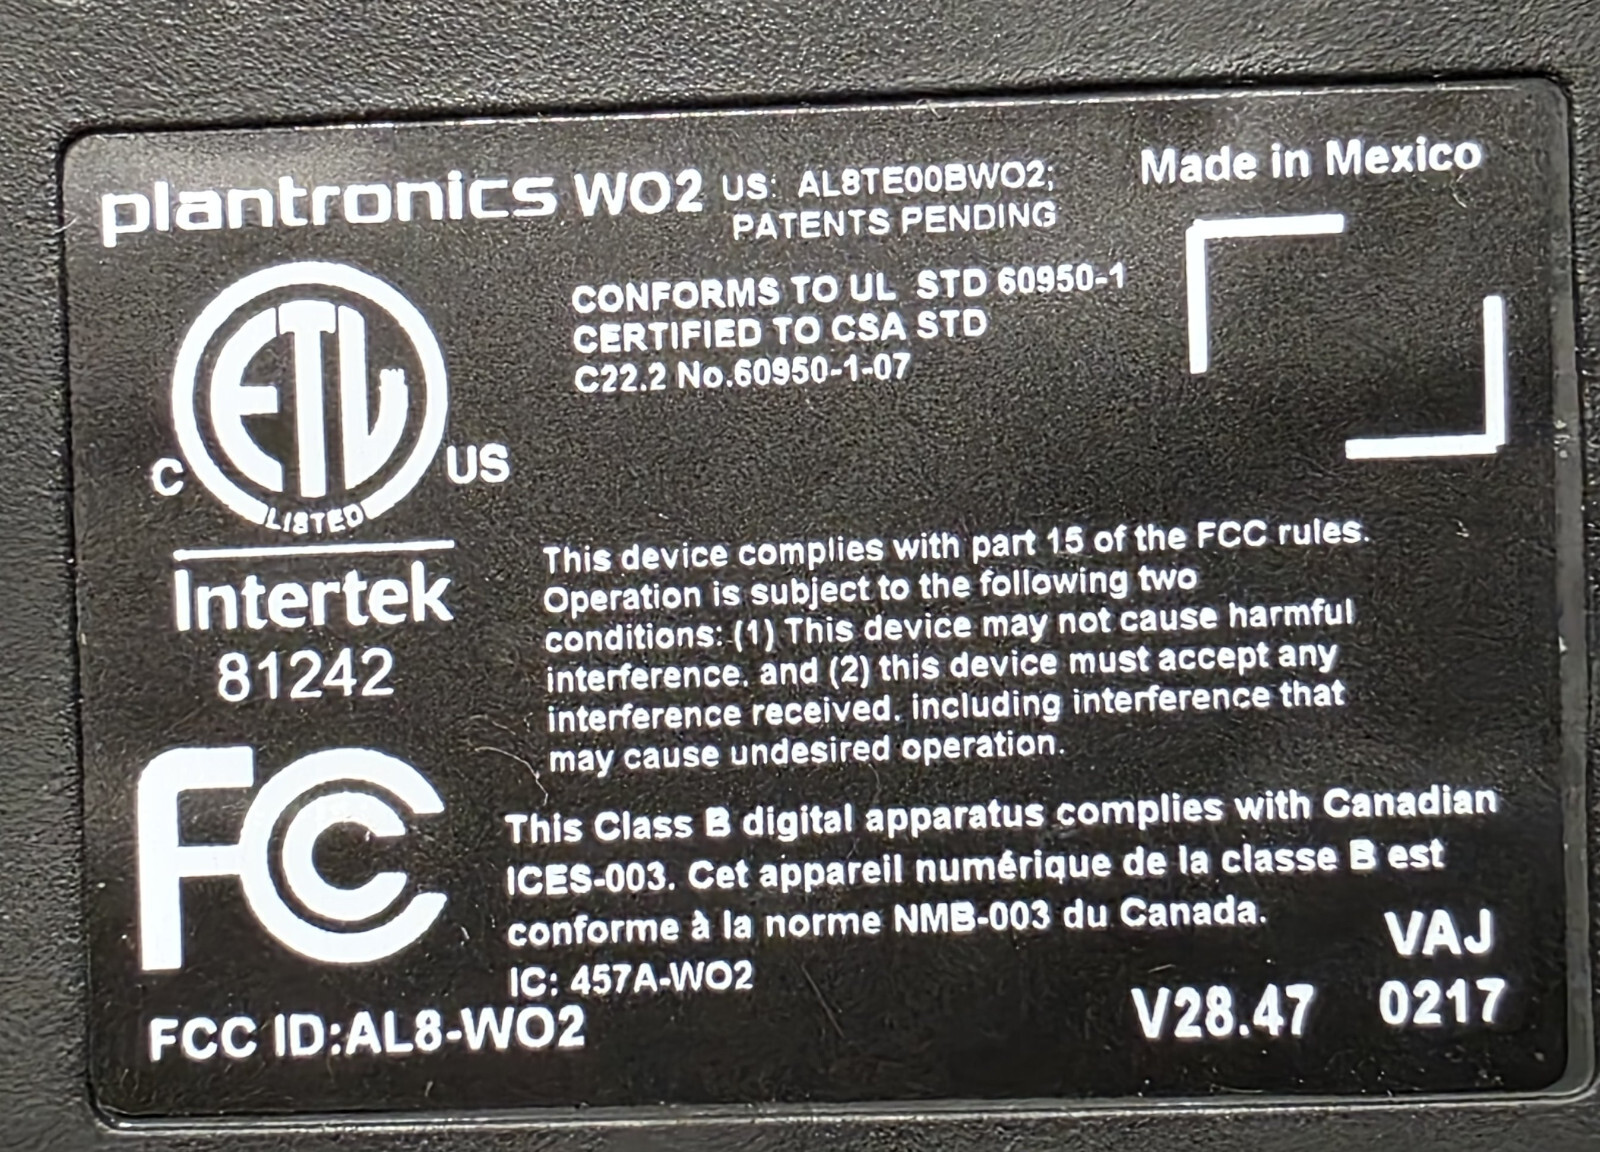 plantronics WO2 US: AL8TE00BWO2;
PATENTS PENDING
Made in Mexico
CONFORMS TO UL STD 60950-1
CERTIFIED TO CSA STD
C22.2 No.60950-1-07
ETL
C US
LISTED
Intertek
81242
This device complies with part 15 of the FCC rules.
Operation is subject to the following two
conditions: (1) This device may not cause harmful
interference, and (2) this device must accept any
interference received, including interference that
may cause undesired operation.
FC
This Class B digital apparatus complies with Canadian
ICES-003. Cet appareil numérique de la classe B est
conforme à la norme NMB-003 du Canada.
IC: 457A-WO2
FCC ID:AL8-WO2
V28.47
VAJ
0217